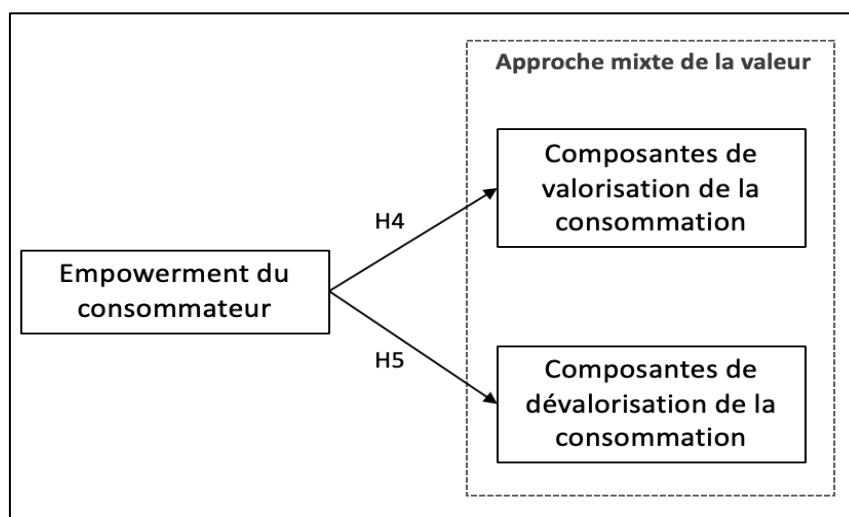 Approche mixte de la valeur
Composantes de
valorisation de la
consommation
H4
Empowerment du
consommateur
H5
Composantes de
dévalorisation de la
consommation